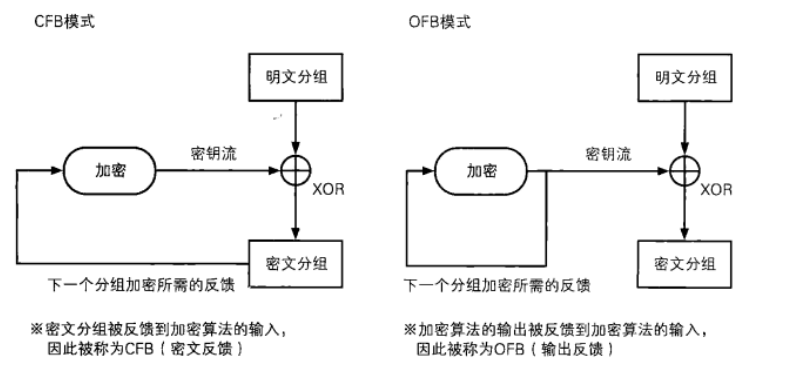 CFB模式
明文分组
加密
密钥流
XOR
密文分组
下一个分组加密所需的反馈
※密文分组被反馈到加密算法的输入，
因此被称为CFB（密文反馈）
OFB模式
明文分组
加密
密钥流
XOR
密文分组
下一个分组加密所需的反馈
※加密算法的输出被反馈到加密算法的输入，
因此被称为OFB（输出反馈）